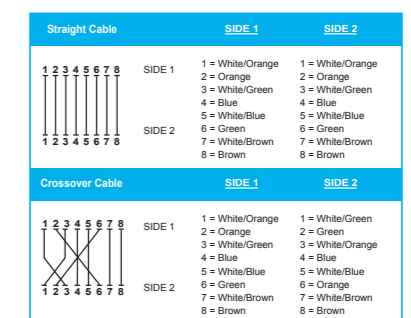 Straight Cable SIDE 1 SIDE 2
1 2 3 4 5 6 7 8 SIDE 1
1 2 3 4 5 6 7 8 SIDE 2
1 = White/Orange 1 = White/Orange
2 = Orange 2 = Orange
3 = White/Green 3 = White/Green
4 = Blue 4 = Blue
5 = White/Blue 5 = White/Blue
6 = Green 6 = Green
7 = White/Brown 7 = White/Brown
8 = Brown 8 = Brown
Crossover Cable SIDE 1 SIDE 2
1 2 3 4 5 6 7 8 SIDE 1
1 2 3 4 5 6 7 8 SIDE 2
1 = White/Orange 1 = White/Green
2 = Orange 2 = Green
3 = White/Green 3 = White/Orange
4 = Blue 4 = Blue
5 = White/Blue 5 = White/Blue
6 = Green 6 = Orange
7 = White/Brown 7 = White/Brown
8 = Brown 8 = Brown